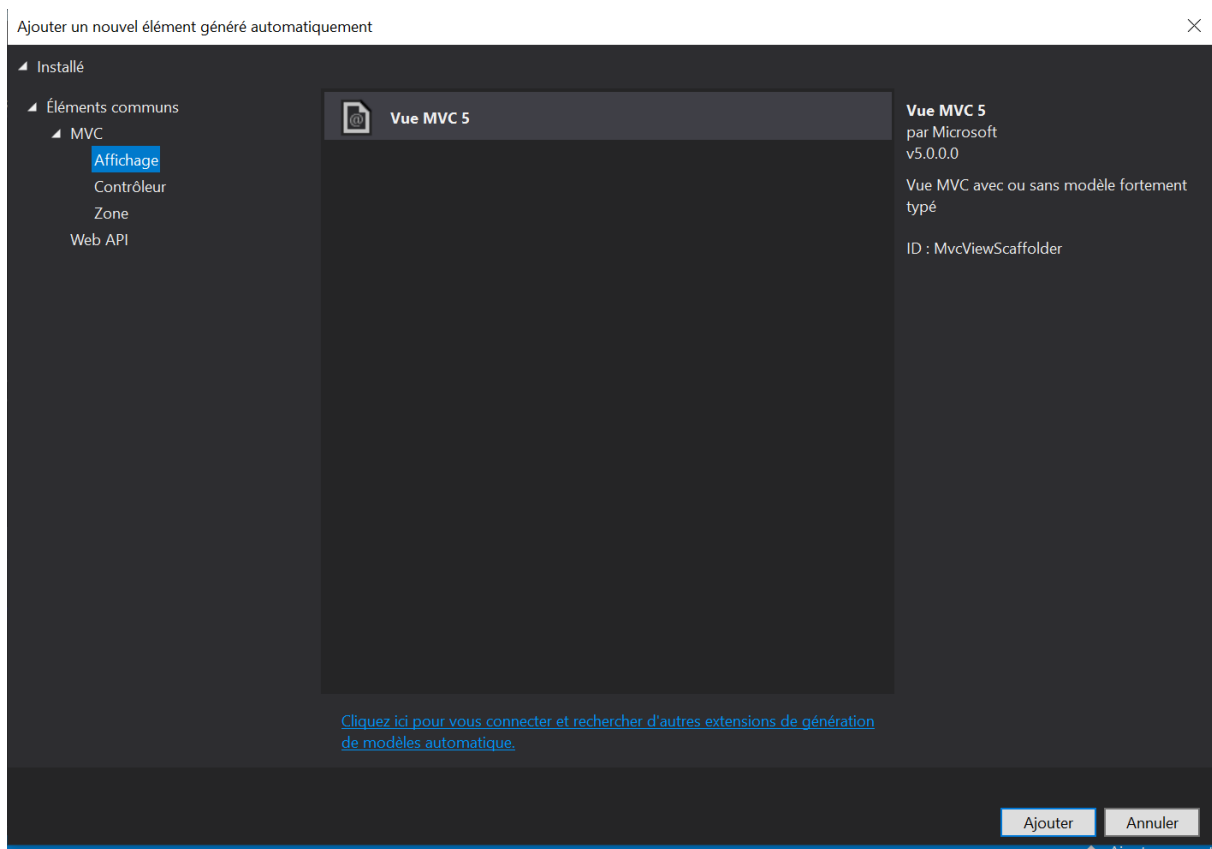 Ajouter un nouvel élément généré automatiquement
Installé
Éléments communs
MVC
Affichage
Contrôleur
Zone
Web API
Vue MVC 5
Cliquez ici pour vous connecter et rechercher d'autres extensions de génération
de modèles automatique.
Vue MVC 5
par Microsoft
v5.0.0.0
Vue MVC avec ou sans modèle fortement
typé
ID : MvcViewScaffolder
Ajouter
Annuler